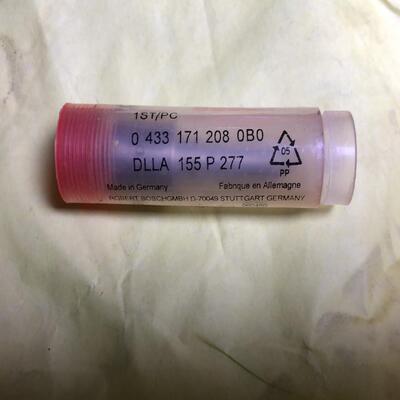 1ST/PC
0 433 171 208 0B0
DLLA 155 P 277
05
PP
Made in Germany Fabrique en Allemagne
ROBERT BOSCH GMBH D-70049 STUTTGART GERMANY